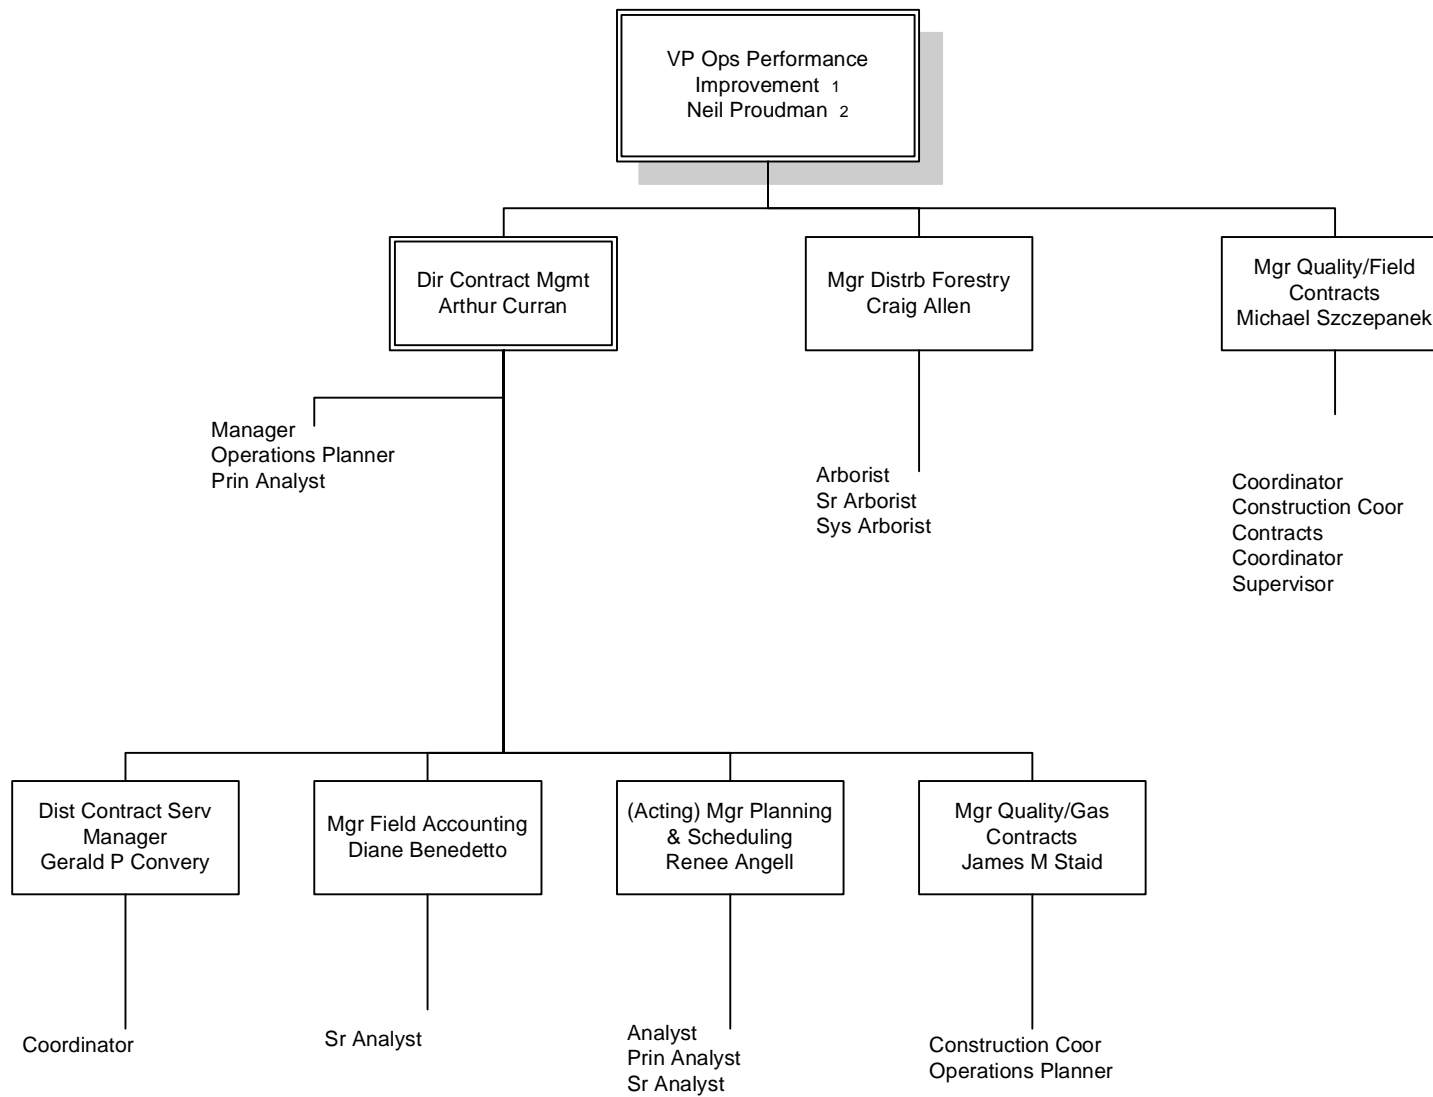 VP Ops Performance
Improvement 1
Neil Proudman 2
Dir Contract Mgmt
Arthur Curran
Mgr Distrb Forestry
Craig Allen
Mgr Quality/Field
Contracts
Michael Szczepanek
Manager
Operations Planner
Prin Analyst
Arborist
Sr Arborist
Sys Arborist
Coordinator
Construction Coor
Contracts
Coordinator
Supervisor
Dist Contract Serv
Manager
Gerald P Convery
Mgr Field Accounting
Diane Benedetto
(Acting) Mgr Planning
& Scheduling
Renee Angell
Mgr Quality/Gas
Contracts
James M Staid
Coordinator
Sr Analyst
Analyst
Prin Analyst
Sr Analyst
Construction Coor
Operations Planner